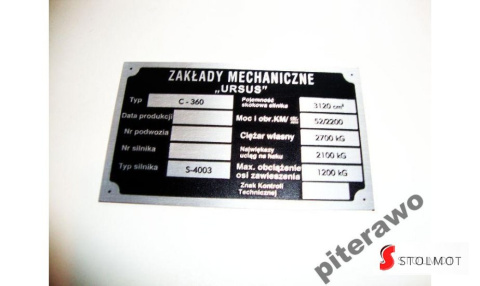 ZAKŁADY MECHANICZNE
„URSUS"
Typ C - 360
Data produkcji
Nr podwozia
Nr silnika
Typ silnika S-4003
Pojemność
skokowa silnika 3120 cm³
Moc i obr.KM/ 52/2200
Ciężar własny 2700 kG
Największy
uciąg na haku 2100 kG
Max. obciążenie
osi zawieszenia 1200 kG
Znak Kontroli
Technicznej
piterawo
STOLMOT